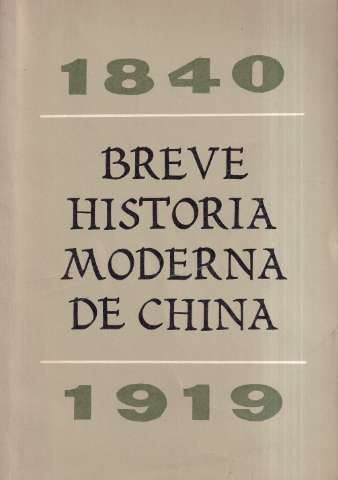 1840
BREVE
HISTORIA
MODERNA
DE CHINA
1919